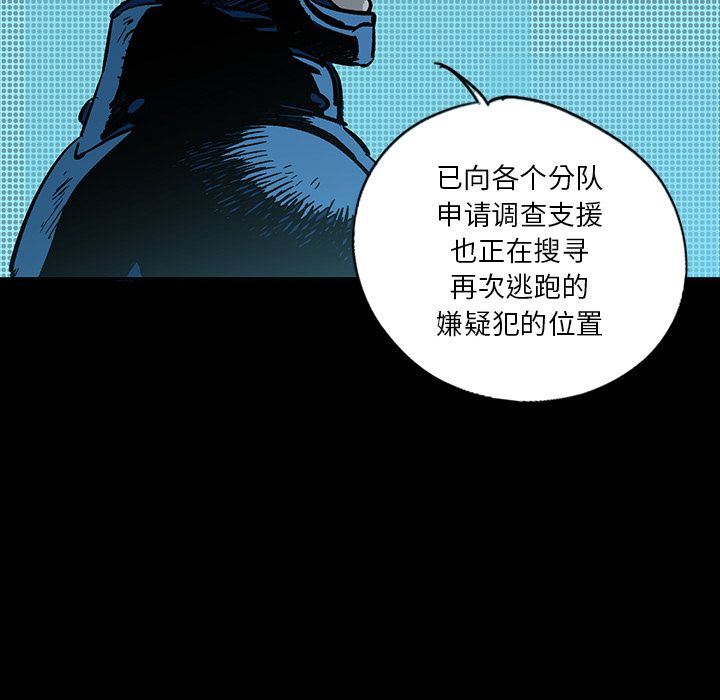 已向各个分队
申请调查支援
也正在搜寻
再次逃跑的
嫌疑犯的位置